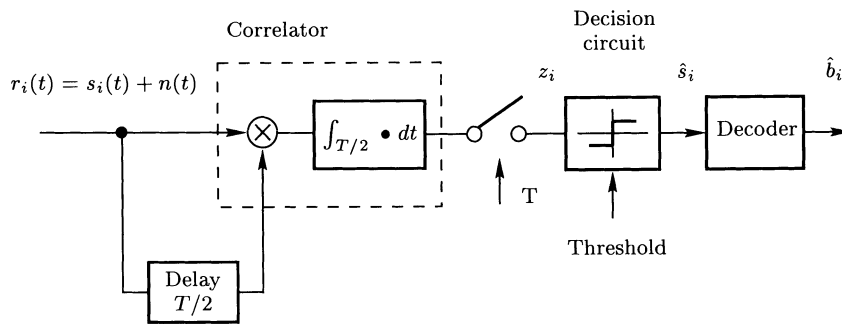 Correlator
Decision
circuit
r_i(t) = s_i(t) + n(t)
z_i
ŝ_i
b̂_i
∫_{T/2} • dt
Decoder
T
Threshold
Delay
T/2